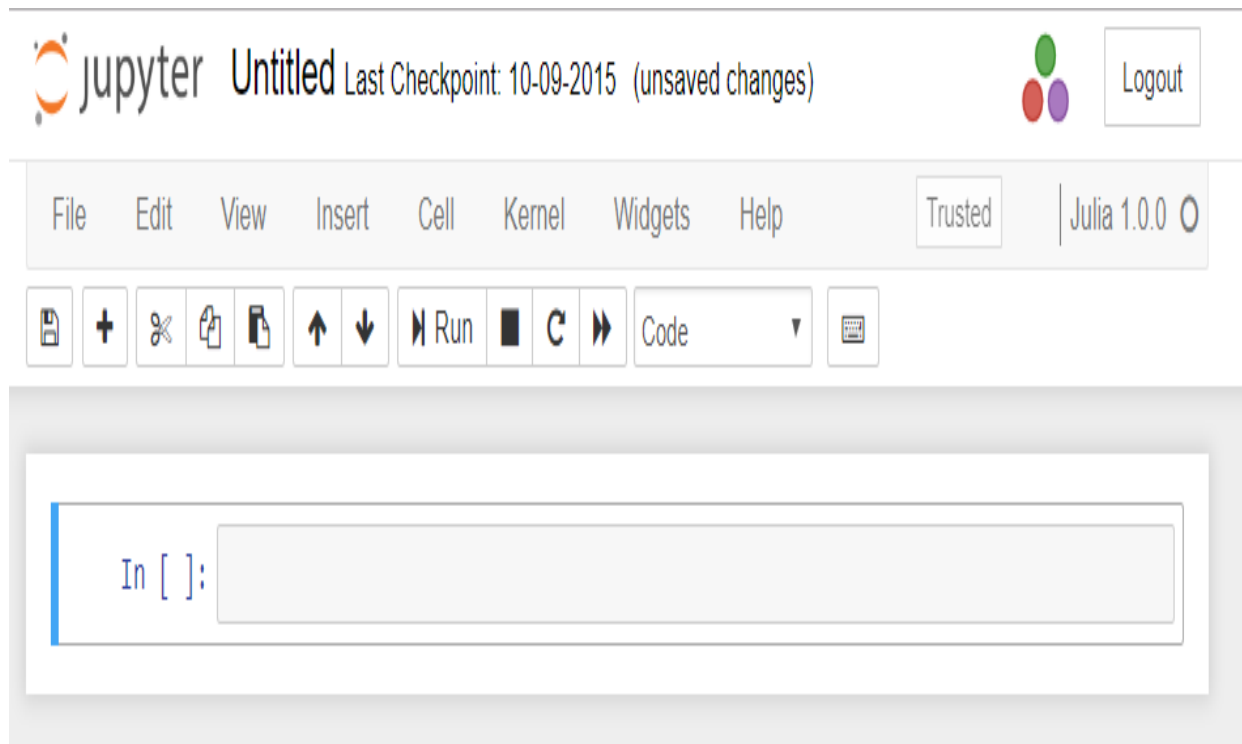 jupyter Untitled Last Checkpoint: 10-09-2015 (unsaved changes) Logout
File Edit View Insert Cell Kernel Widgets Help Trusted Julia 1.0.0
Run Code
In [ ]: